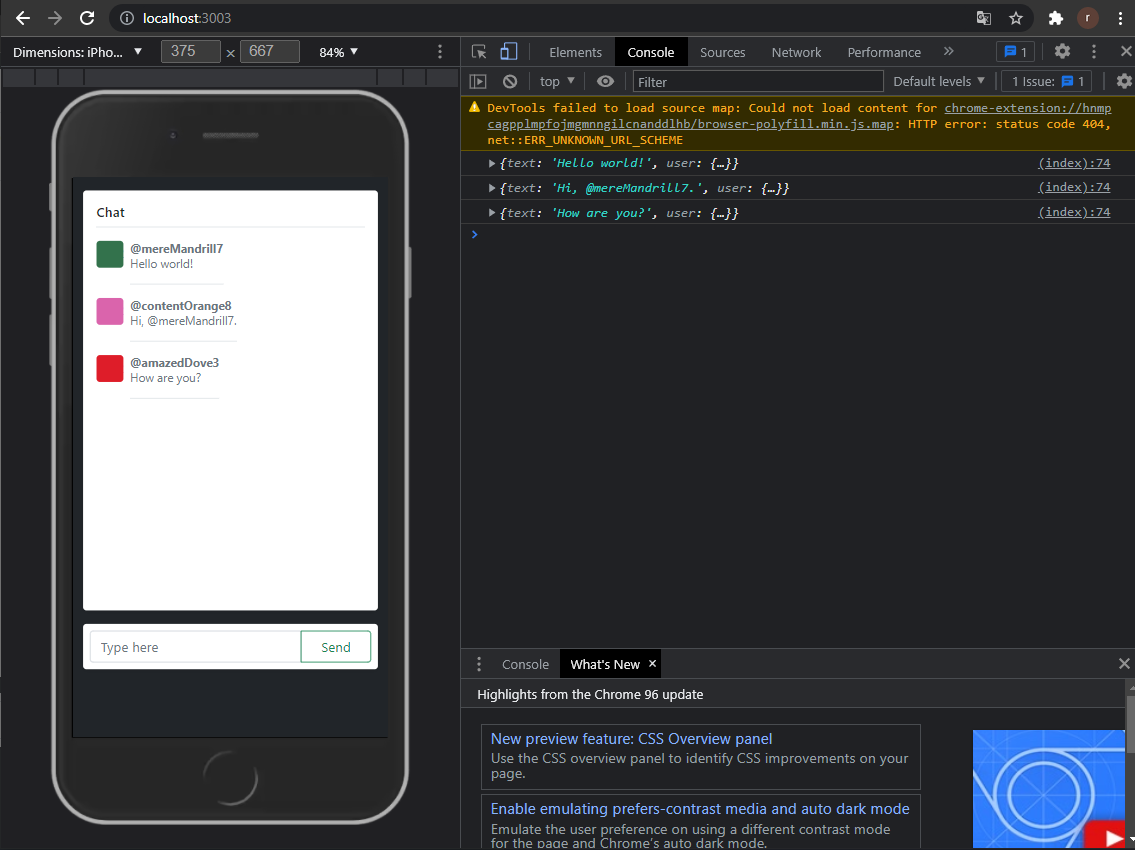 localhost:3003
r
Dimensions: iPho... ▼ 375 × 667 84% ▼
Elements Console Sources Network Performance » 1
top ▼ Filter Default levels ▼ 1 Issue: 1
DevTools failed to load source map: Could not load content for chrome-extension://hnmp
cagpplmpfojmgmnngilcnanddlhb/browser-polyfill.min.js.map: HTTP error: status code 404,
net::ERR_UNKNOWN_URL_SCHEME
{text: 'Hello world!', user: {…}} (index):74
{text: 'Hi, @mereMandrill7.', user: {…}} (index):74
{text: 'How are you?', user: {…}} (index):74
Chat
@mereMandrill7
Hello world!
@contentOrange8
Hi, @mereMandrill7.
@amazedDove3
How are you?
Type here Send
Console What's New ×
Highlights from the Chrome 96 update
New preview feature: CSS Overview panel
Use the CSS overview panel to identify CSS improvements on your
page.
Enable emulating prefers-contrast media and auto dark mode
Emulate the user preference on using a different contrast mode
for the page and Chrome's auto dark mode.